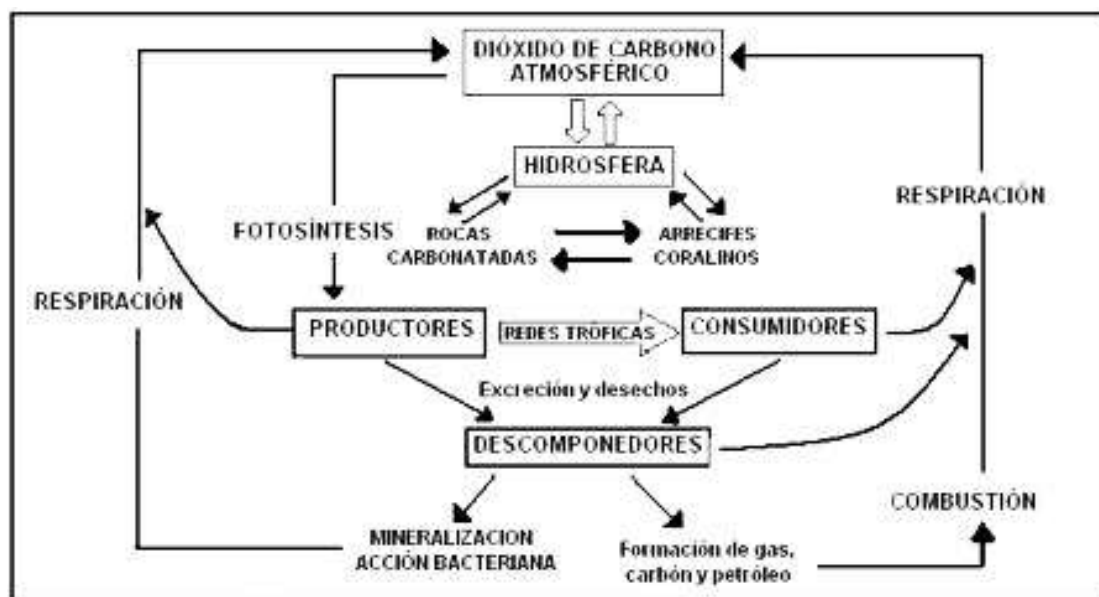 DIÓXIDO DE CARBONO
ATMOSFÉRICO
HIDROSFERA
RESPIRACIÓN
FOTOSÍNTESIS
ROCAS
CARBONATADAS
ARRECIFES
CORALINOS
RESPIRACIÓN
PRODUCTORES
REDES TRÓFICAS
CONSUMIDORES
Excreción y desechos
DESCOMPONEDORES
COMBUSTIÓN
MINERALIZACION
ACCIÓN BACTERIANA
Formación de gas,
carbón y petróleo